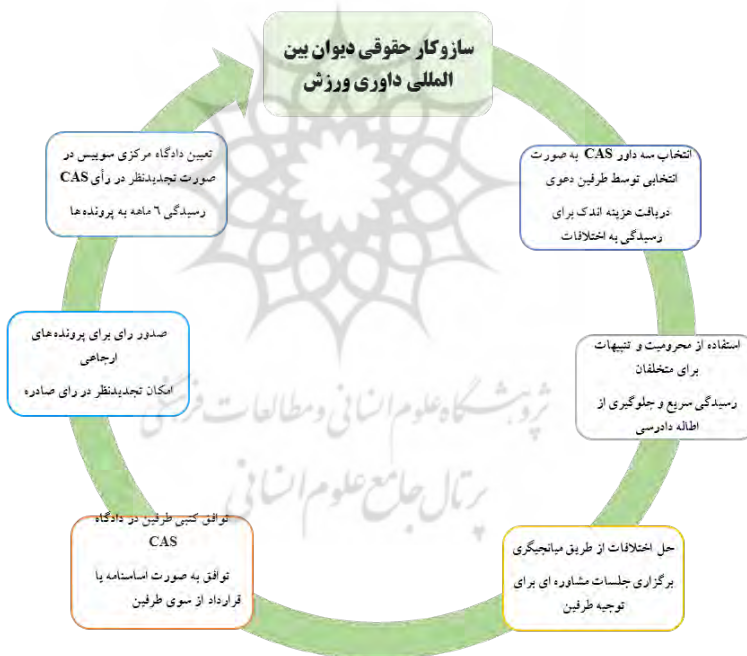 سازوکار حقوقی دیوان بین
المللی داوری ورزش
انتخاب سه داور CAS به صورت
انتخابی توسط طرفین دعوی
دریافت هزینه اندک برای
رسیدگی به اختلافات
استفاده از محرومیت و تنبیهات
برای متخلفان
رسیدگی سریع و جلوگیری از
اطاله دادرسی
حل اختلافات از طریق میانجیگری
برگزاری جلسات مشاوره ای برای
توجیه طرفین
توافق کتبی طرفین در دادگاه
CAS
توافق به صورت اساسنامه یا
قرارداد از سوی طرفین
صدور رای برای پرونده های
ارجاعی
امکان تجدیدنظر در رای صادره
تعیین دادگاه مرکزی سوییس در
صورت تجدیدنظر در رأی CAS
رسیدگی ٦ ماهه به پرونده ها
پژوهشگاه علوم انسانی و مطالعات فرهنگی
پرتال جامع علوم انسانی